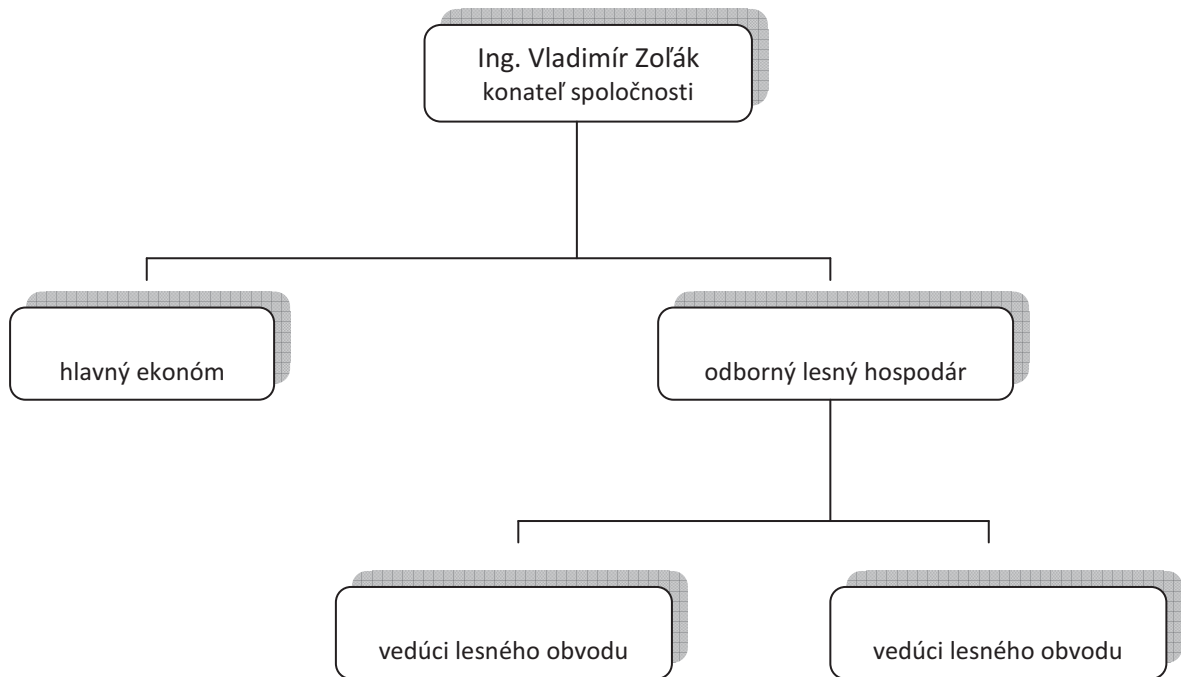 Ing. Vladimír Zoľák
konateľ spoločnosti
hlavný ekonóm
odborný lesný hospodár
vedúci lesného obvodu
vedúci lesného obvodu